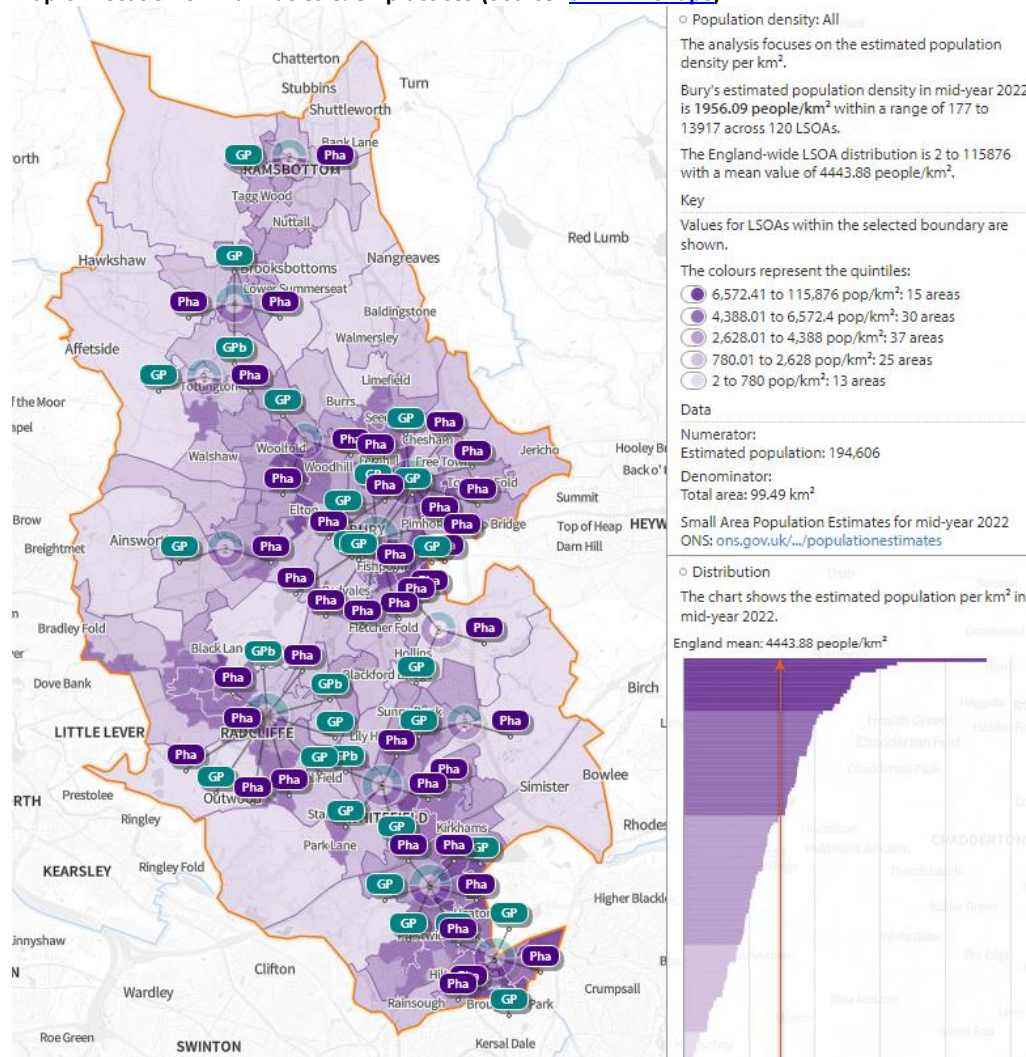 Population density: All
The analysis focuses on the estimated population
density per km².
Bury's estimated population density in mid-year 2022
is 1956.09 people/km² within a range of 177 to
13917 across 120 LSOAs.
The England-wide LSOA distribution is 2 to 115876
with a mean value of 4443.88 people/km².
Key
Values for LSOAs within the selected boundary are
shown.
The colours represent the quintiles:
6,572.41 to 115,876 pop/km²: 15 areas
4,388.01 to 6,572.4 pop/km²: 30 areas
2,628.01 to 4,388 pop/km²: 37 areas
780.01 to 2,628 pop/km²: 25 areas
2 to 780 pop/km²: 13 areas
Data
Numerator:
Estimated population: 194,606
Denominator:
Total area: 99.49 km²
Small Area Population Estimates for mid-year 2022
ONS: ons.gov.uk/.../populationestimates
Distribution
The chart shows the estimated population per km² in
mid-year 2022.
England mean: 4443.88 people/km²
Chatterton
Turn
Stubbins
Shuttleworth
Bank Lane
GP
Pha
RAMSBOTTOM
Tagg Wood
Nuttall
Red Lumb
GP
Hawkshaw
Brooksbottoms
Nangreaves
Lower Summerseat
Pha
Pha
Baldingstone
Walmersley
Affetside
GPb
GP
Pha
Tottington
Limefield
GP
Burrs
GP
Pha
Chesham
Woolfold
Walshaw
Woodhill
Pha
Pha
Pha
Jericho
Free Town
Pha
Pha
GP
Pha
Summit
GP
Elton
Pha
Pha
Pha
BURY
Top of Heap
Darn Hill
Breightmet
GP
Pha
GP
Pha
GP
Pha
Pha
Pha
Pha
Pha
Fletcher Fold
Pha
Bradley Fold
Hollins
GPb
Pha
GP
Dove Bank
Pha
GPb
Birch
LITTLE LEVER
Pha
RADCLIFFE
GP
GP
Pha
Pha
Pha
GP
Pha
Bowlee
Prestolee
GP
Pha
Pha
Pha
Simister
Outwood
Ringley
GP
GP
Park Lane
Kirkhams
Pha
Pha
GP
KEARSLEY
Ringley Fold
GP
Pha
GP
GP
Pha
Pha
Clifton
Pha
Crumpsall
Wardley
Rainsough
GP
Park
Roe Green
SWINTON
Kersal Dale